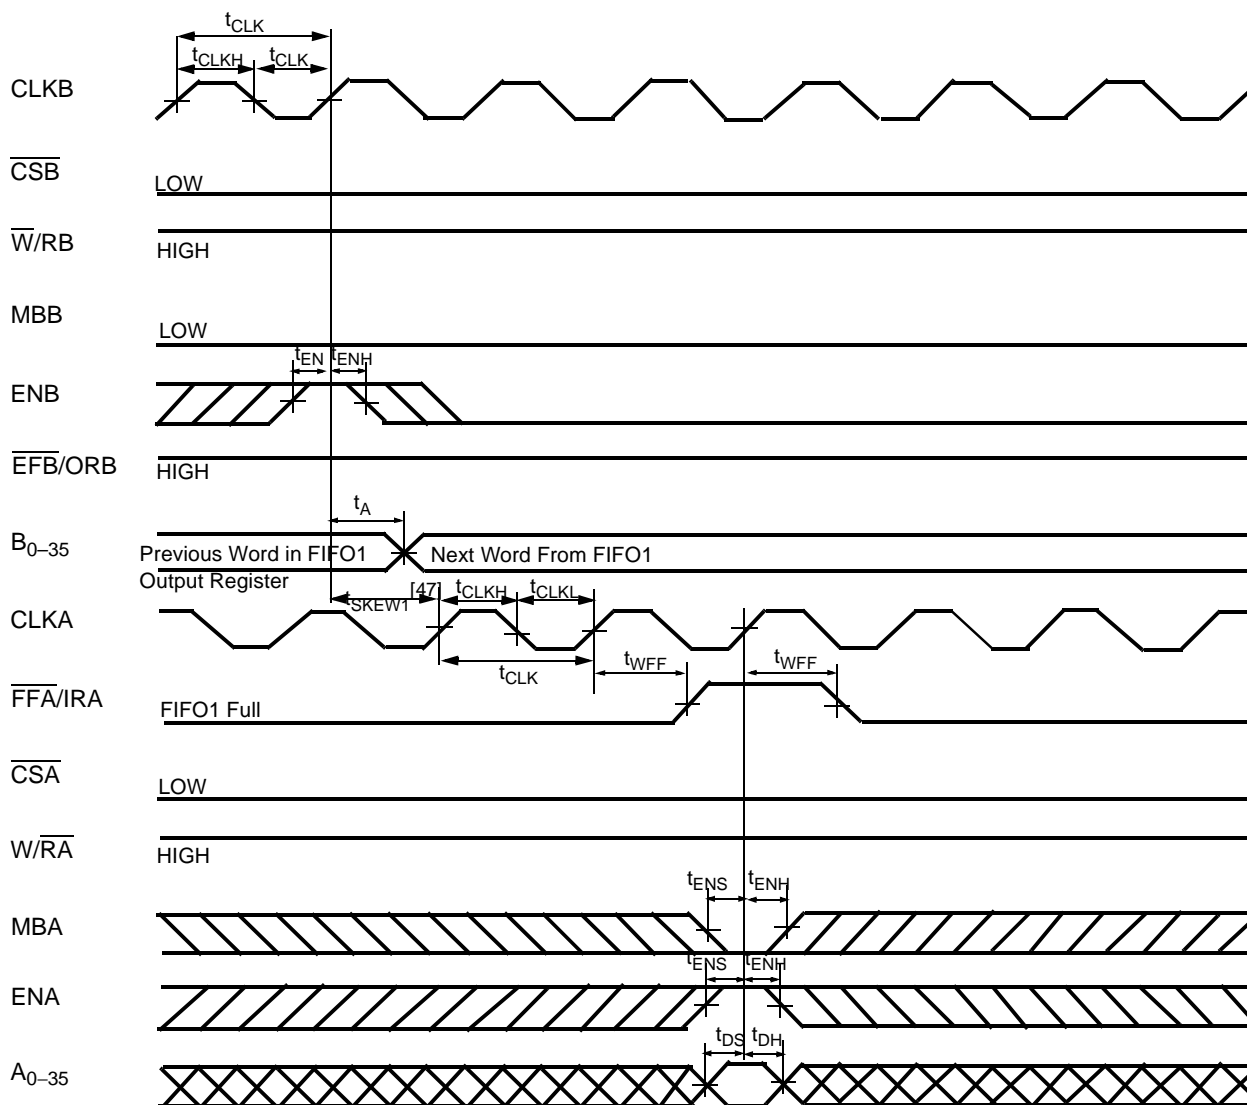 tCLK
tCLKH tCLK
CLKB
CSB
LOW
W/RB
HIGH
MBB
LOW
tEN tENH
ENB
EFB/ORB
HIGH
tA
B0–35
Previous Word in FIFO1 Next Word From FIFO1
Output Register
tSKEW1 [47] tCLKH tCLKL
CLKA
tCLK tWFF tWFF
FFA/IRA
FIFO1 Full
CSA
LOW
W/RA
HIGH
tENS tENH
MBA
tENS tENH
ENA
tDS tDH
A0–35